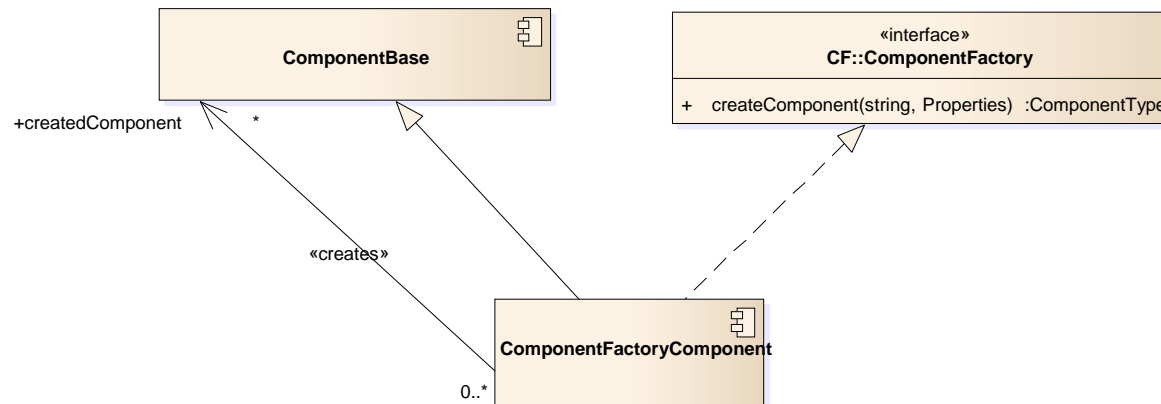 ComponentBase
«interface»
CF::ComponentFactory
+ createComponent(string, Properties) :ComponentType
+createdComponent
*
«creates»
ComponentFactoryComponent
0..*